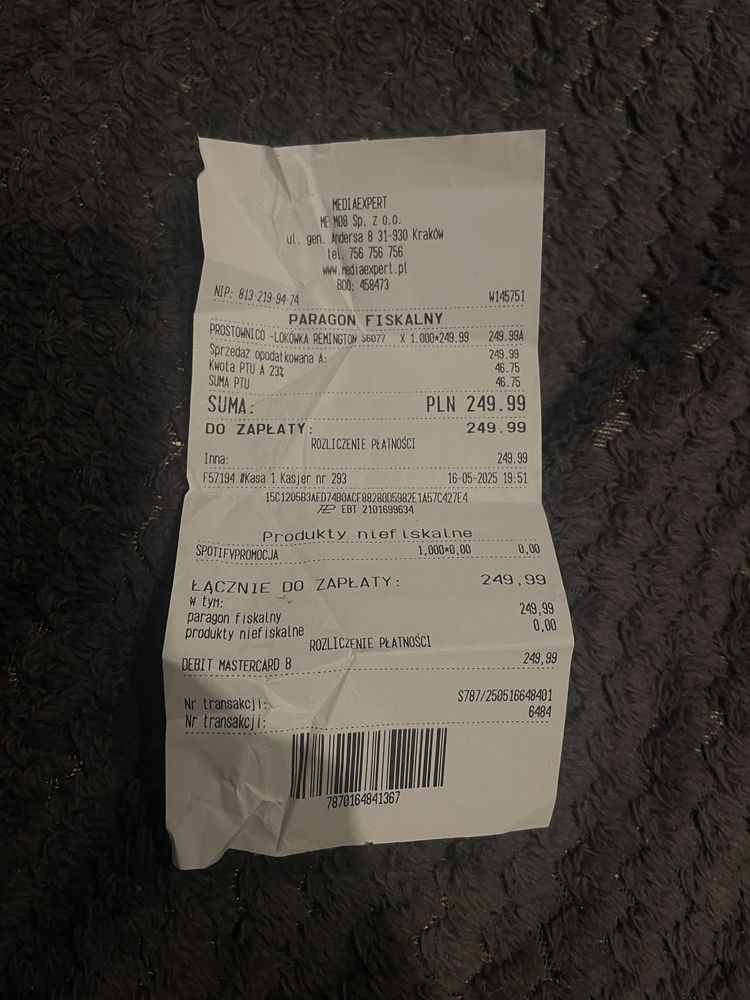 MEDIAEXPERT
ME M08 Sp. z o.o.
ul. gen. Andersa 8 31-930 Kraków
tel. 756 756 756
www.mediaexpert.pl
BDO: 458473
NIP: 813-219-94-74 W145751
PARAGON FISKALNY
PROSTOWNICO -LOKÓWKA REMINGTON S6077 X 1.000*249.99 249.99A
Sprzedaż opodatkowana A: 249.99
Kwota PTU A 23% 46.75
SUMA PTU 46.75
SUMA: PLN 249.99
DO ZAPŁATY: 249.99
ROZLICZENIE PŁATNOŚCI
Inna: 249.99
F57194 #Kasa 1 Kasjer nr 293 16-05-2025 19:51
15C1205B3AED74B0ACF88280D5982E1A57C427E4
EBT 2101699634
Produkty niefiskalne
SPOTIFYPROMOCJA 1,000*0,00 0,00
ŁĄCZNIE DO ZAPŁATY: 249,99
w tym:
paragon fiskalny 249,99
produkty niefiskalne 0,00
ROZLICZENIE PŁATNOŚCI
DEBIT MASTERCARD B 249,99
Nr transakcji: S787/250516648401
Nr transakcji: 6484
7870164841367